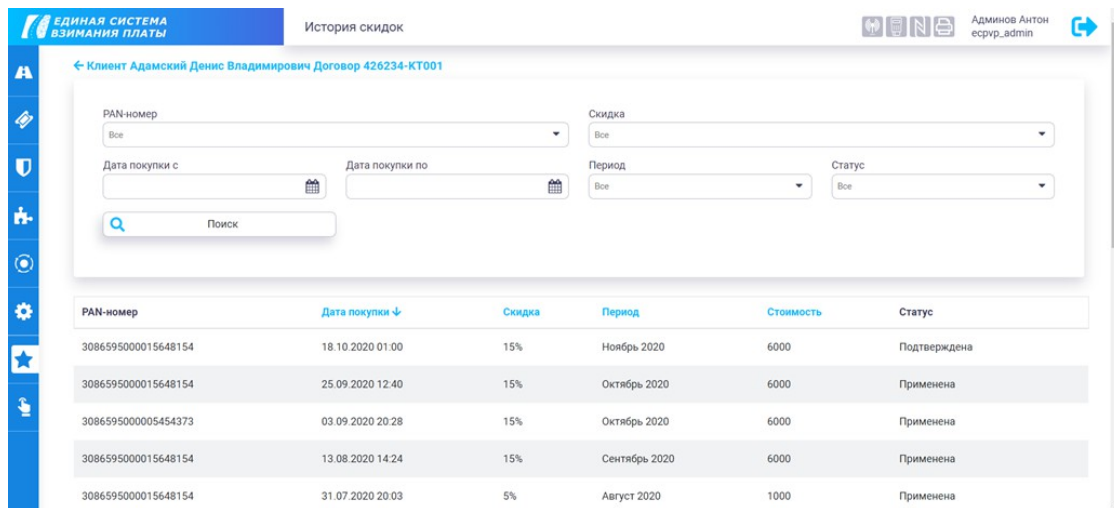 ЕДИНАЯ СИСТЕМА
ВЗИМАНИЯ ПЛАТЫ
История скидок
Админов Антон
ecpvp_admin
Клиент Адамский Денис Владимирович Договор 426234-КТ001
PAN-номер
Скидка
Все
Все
Дата покупки с
Дата покупки по
Период
Статус
Все
Все
Поиск
PAN-номер Дата покупки Скидка Период Стоимость Статус
3086595000015648154 18.10.2020 01:00 15% Ноябрь 2020 6000 Подтверждена
3086595000015648154 25.09.2020 12:40 15% Октябрь 2020 6000 Применена
3086595000005454373 03.09.2020 20:28 15% Октябрь 2020 6000 Применена
3086595000015648154 13.08.2020 14:24 15% Сентябрь 2020 6000 Применена
3086595000015648154 31.07.2020 20:03 5% Август 2020 1000 Применена